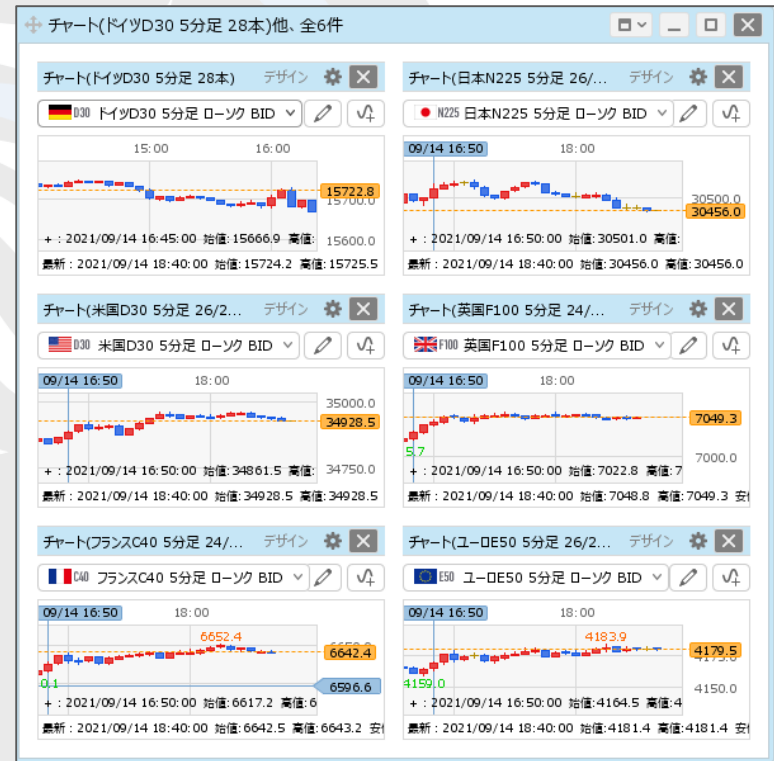 チャート(ドイツD30 5分足 28本)他、全6件
チャート(ドイツD30 5分足 28本) デザイン
D30 ドイツD30 5分足 ローソク BID
15:00 16:00
15722.8
15700.0
15600.0
+ : 2021/09/14 16:45:00 始値:15666.9 高値:
最新 : 2021/09/14 18:40:00 始値:15724.2 高値:15725.5
チャート(日本N225 5分足 26/... デザイン
N225 日本N225 5分足 ローソク BID
09/14 16:50 18:00
30500.0
30456.0
+ : 2021/09/14 16:50:00 始値:30501.0 高値:
最新 : 2021/09/14 18:40:00 始値:30456.0 高値:30456.0
チャート(米国D30 5分足 26/2... デザイン
D30 米国D30 5分足 ローソク BID
09/14 16:50 18:00
35000.0
34928.5
34750.0
+ : 2021/09/14 16:50:00 始値:34861.5 高値:
最新 : 2021/09/14 18:40:00 始値:34928.5 高値:34928.5
チャート(英国F100 5分足 24/... デザイン
F100 英国F100 5分足 ローソク BID
09/14 16:50 18:00
7049.3
5.7
7000.0
+ : 2021/09/14 16:50:00 始値:7022.8 高値:7
最新 : 2021/09/14 18:40:00 始値:7048.8 高値:7049.3 安
チャート(フランスC40 5分足 24/... デザイン
C40 フランスC40 5分足 ローソク BID
09/14 16:50 18:00
6652.4
6642.4
0.1
6596.6
+ : 2021/09/14 16:50:00 始値:6617.2 高値:6
最新 : 2021/09/14 18:40:00 始値:6642.5 高値:6643.2 安
チャート(ユーロE50 5分足 26/2... デザイン
E50 ユーロE50 5分足 ローソク BID
09/14 16:50 18:00
4183.9
4179.5
4175.0
4159.0
4150.0
+ : 2021/09/14 16:50:00 始値:4164.5 高値:4
最新 : 2021/09/14 18:40:00 始値:4181.4 高値:4181.4 安